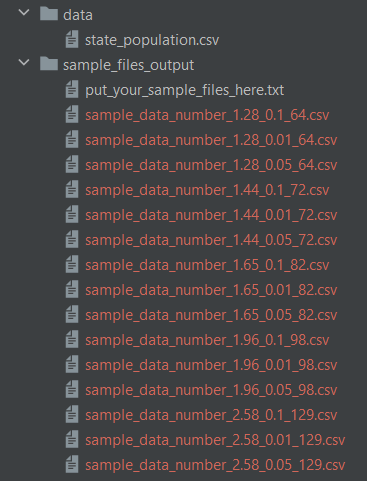 data
state_population.csv
sample_files_output
put_your_sample_files_here.txt
sample_data_number_1.28_0.1_64.csv
sample_data_number_1.28_0.01_64.csv
sample_data_number_1.28_0.05_64.csv
sample_data_number_1.44_0.1_72.csv
sample_data_number_1.44_0.01_72.csv
sample_data_number_1.44_0.05_72.csv
sample_data_number_1.65_0.1_82.csv
sample_data_number_1.65_0.01_82.csv
sample_data_number_1.65_0.05_82.csv
sample_data_number_1.96_0.1_98.csv
sample_data_number_1.96_0.01_98.csv
sample_data_number_1.96_0.05_98.csv
sample_data_number_2.58_0.1_129.csv
sample_data_number_2.58_0.01_129.csv
sample_data_number_2.58_0.05_129.csv